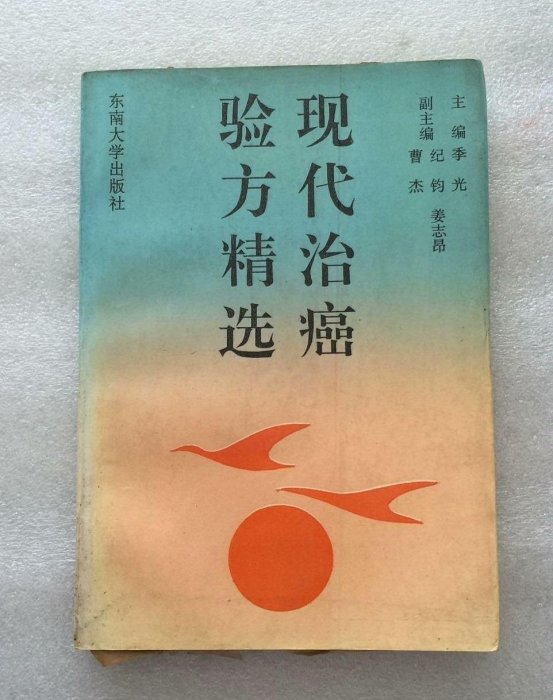 主编 季光
副主编 纪钧 姜志昂
曹杰
现代治癌
验方精选
东南大学出版社